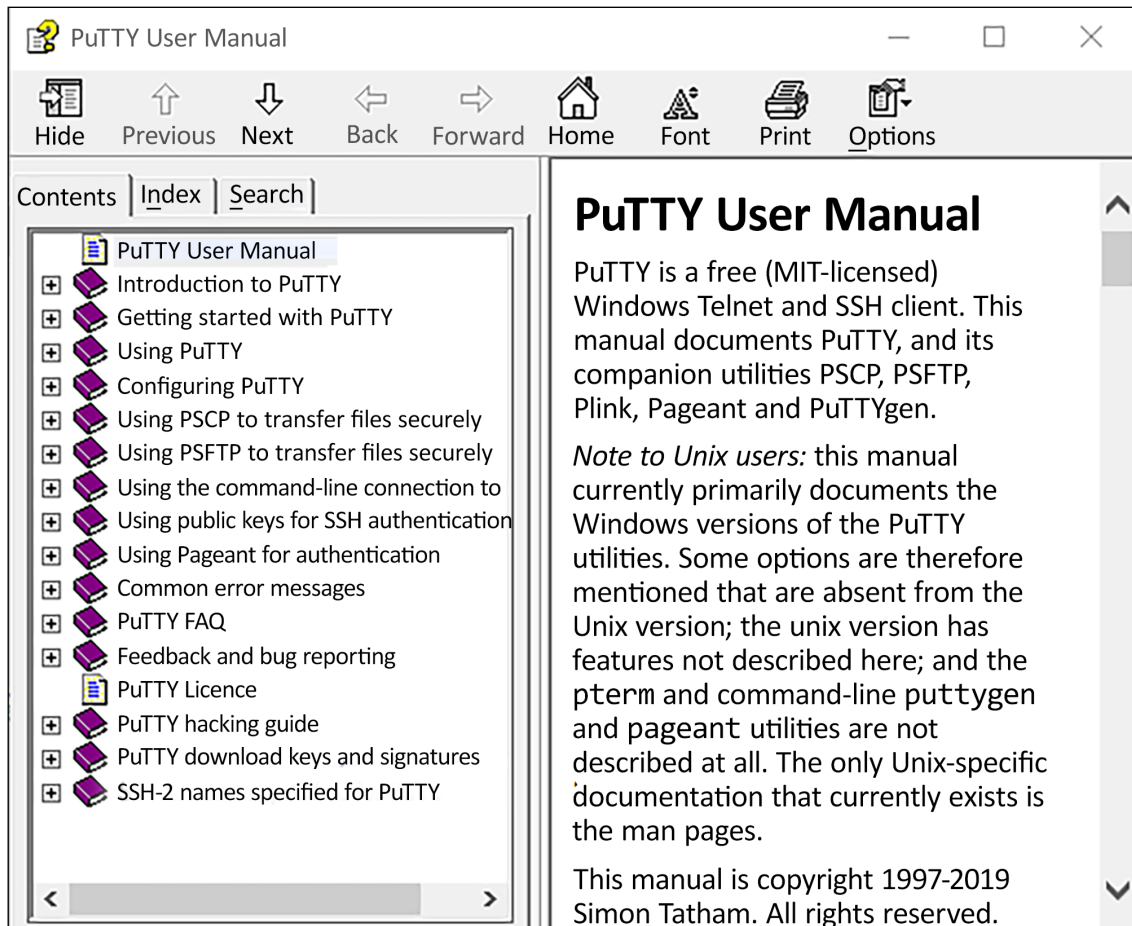 PuTTY User Manual
Hide Previous Next Back Forward Home Font Print Options
Contents Index Search
PuTTY User Manual
Introduction to PuTTY
Getting started with PuTTY
Using PuTTY
Configuring PuTTY
Using PSCP to transfer files securely
Using PSFTP to transfer files securely
Using the command-line connection to
Using public keys for SSH authentication
Using Pageant for authentication
Common error messages
PuTTY FAQ
Feedback and bug reporting
PuTTY Licence
PuTTY hacking guide
PuTTY download keys and signatures
SSH-2 names specified for PuTTY
PuTTY User Manual
PuTTY is a free (MIT-licensed)
Windows Telnet and SSH client. This
manual documents PuTTY, and its
companion utilities PSCP, PSFTP,
Plink, Pageant and PuTTYgen.
Note to Unix users: this manual
currently primarily documents the
Windows versions of the PuTTY
utilities. Some options are therefore
mentioned that are absent from the
Unix version; the unix version has
features not described here; and the
pterm and command-line puttygen
and pageant utilities are not
described at all. The only Unix-specific
documentation that currently exists is
the man pages.
This manual is copyright 1997-2019
Simon Tatham. All rights reserved.